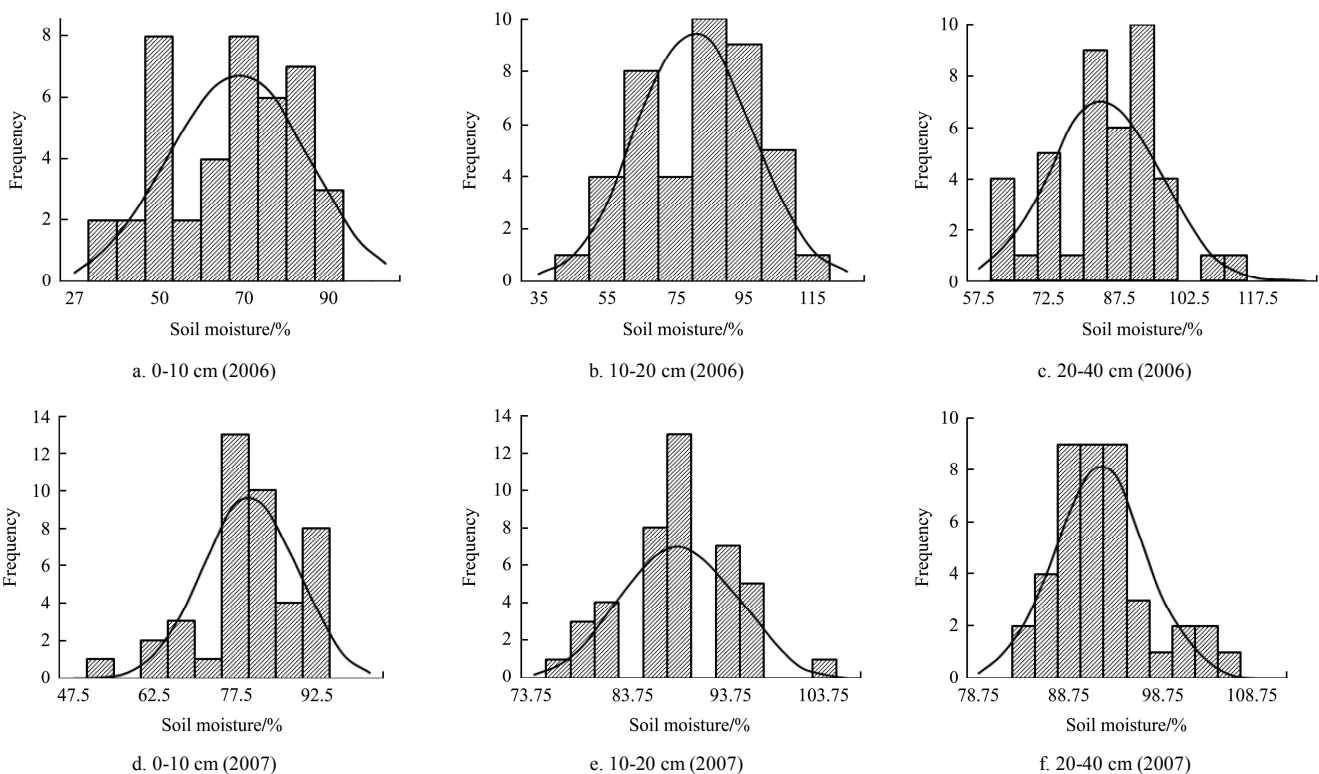 8
6
4
2
0
Frequency
27 50 70 90
Soil moisture/%
a. 0-10 cm (2006)
10
8
6
4
2
0
Frequency
35 55 75 95 115
Soil moisture/%
b. 10-20 cm (2006)
10
8
6
4
2
0
Frequency
57.5 72.5 87.5 102.5 117.5
Soil moisture/%
c. 20-40 cm (2006)
14
12
10
8
6
4
2
0
Frequency
47.5 62.5 77.5 92.5
Soil moisture/%
d. 0-10 cm (2007)
14
12
10
8
6
4
2
0
Frequency
73.75 83.75 93.75 103.75
Soil moisture/%
e. 10-20 cm (2007)
10
8
6
4
2
0
Frequency
78.75 88.75 98.75 108.75
Soil moisture/%
f. 20-40 cm (2007)